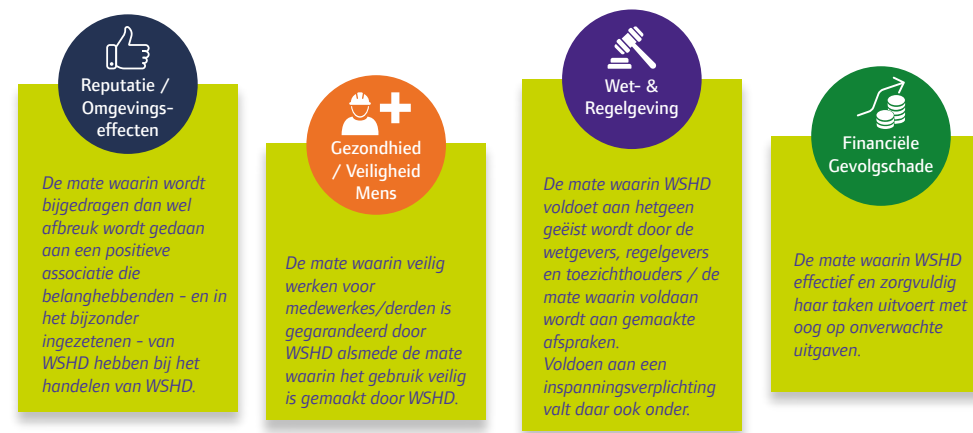 Reputatie /
Omgevings-
effecten
De mate waarin wordt
bijgedragen dan wel
afbreuk wordt gedaan
aan een positieve
associatie die
belanghebbenden - en in
het bijzonder
ingezetenen - van
WSHD hebben bij het
handelen van WSHD.
Gezondhied
/ Veiligheid
Mens
De mate waarin veilig
werken voor
medewerkes/derden is
gegarandeerd door
WSHD alsmede de mate
waarin het gebruik veilig
is gemaakt door WSHD.
Wet- &
Regelgeving
De mate waarin WSHD
voldoet aan hetgeen
geëist wordt door de
wetgevers, regelgevers
en toezichthouders / de
mate waarin voldaan
wordt aan gemaakte
afspraken.
Voldoen aan een
inspanningsverplichting
valt daar ook onder.
Financiële
Gevolgschade
De mate waarin WSHD
effectief en zorgvuldig
haar taken uitvoert met
oog op onverwachte
uitgaven.